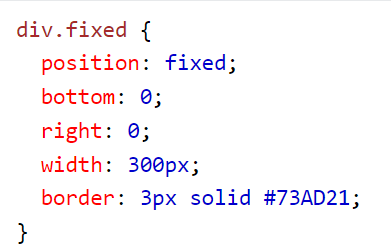 div.fixed {
  position: fixed;
  bottom: 0;
  right: 0;
  width: 300px;
  border: 3px solid #73AD21;
}